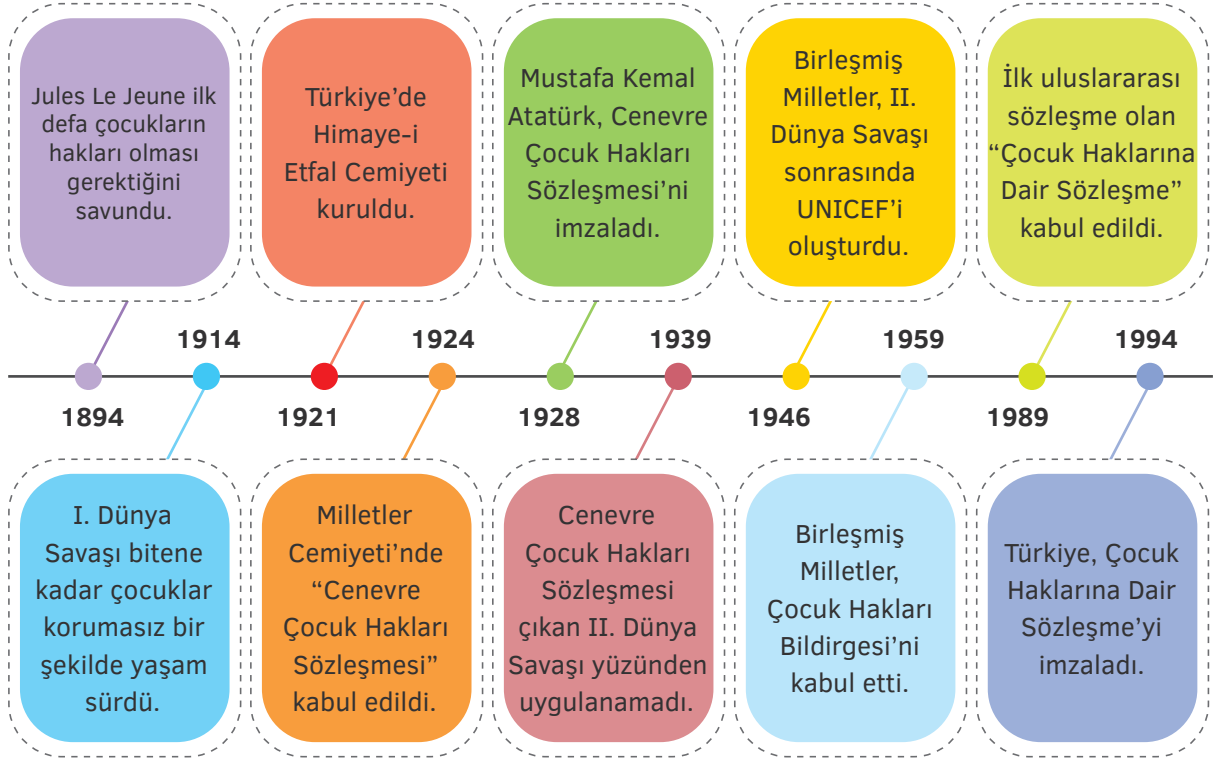 Jules Le Jeune ilk
defa çocukların
hakları olması
gerektiğini
savundu.
Türkiye’de
Himaye-i
Etfal Cemiyeti
kuruldu.
Mustafa Kemal
Atatürk, Cenevre
Çocuk Hakları
Sözleşmesi’ni
imzaladı.
Birleşmiş
Milletler, II.
Dünya Savaşı
sonrasında
UNICEF’i
oluşturdu.
İlk uluslararası
sözleşme olan
“Çocuk Haklarına
Dair Sözleşme”
kabul edildi.
1914
1924
1939
1959
1994
1894
1921
1928
1946
1989
I. Dünya
Savaşı bitene
kadar çocuklar
korumasız bir
şekilde yaşam
sürdü.
Milletler
Cemiyeti’nde
“Cenevre
Çocuk Hakları
Sözleşmesi”
kabul edildi.
Cenevre
Çocuk Hakları
Sözleşmesi
çıkan II. Dünya
Savaşı yüzünden
uygulanamadı.
Birleşmiş
Milletler,
Çocuk Hakları
Bildirgesi’ni
kabul etti.
Türkiye, Çocuk
Haklarına Dair
Sözleşme’yi
imzaladı.